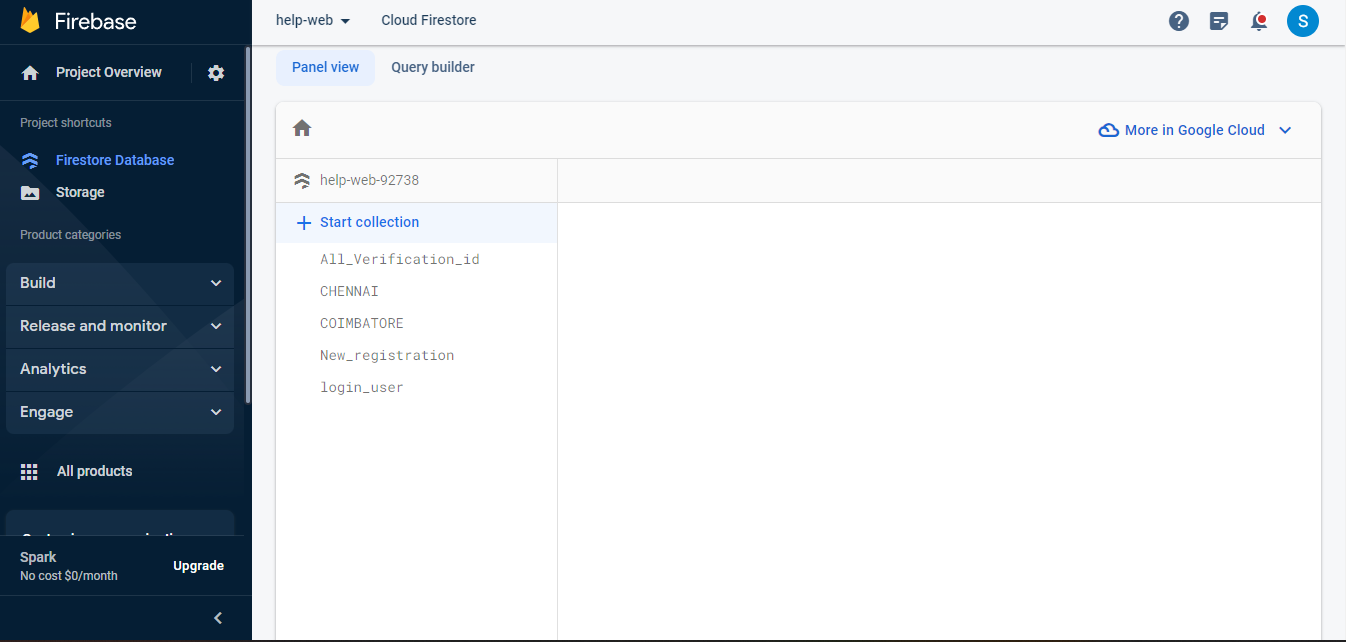 Firebase
help-web
Cloud Firestore
S
Project Overview
Project shortcuts
Firestore Database
Storage
Product categories
Build
Release and monitor
Analytics
Engage
All products
Spark
No cost $0/month
Upgrade
Panel view
Query builder
More in Google Cloud
help-web-92738
Start collection
All_Verification_id
CHENNAI
COIMBATORE
New_registration
login_user